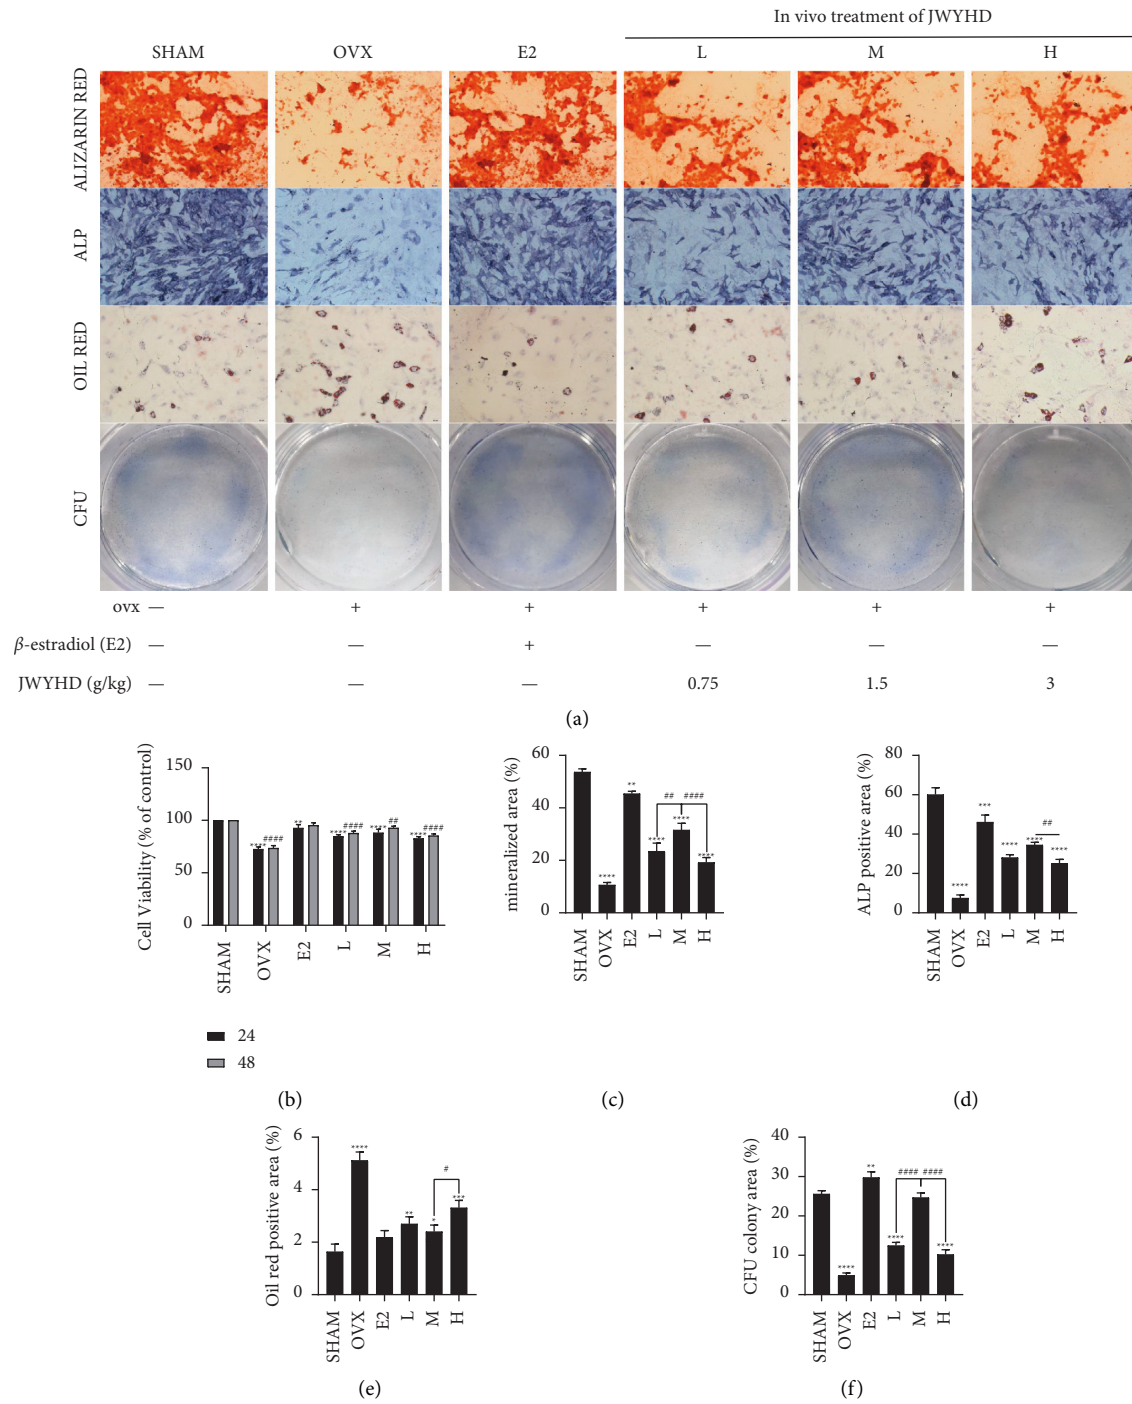 In vivo treatment of JWYHD
SHAM OVX E2 L M H
ALIZARIN RED
ALP
OIL RED
CFU
ovx — + + + + +
β-estradiol (E2) — — + — — —
JWYHD (g/kg) — — — 0.75 1.5 3
(a)
Cell Viability (% of control)
150
100
50
0
**** #### ** **** #### **** ## **** ####
SHAM OVX E2 L M H
24
48
(b)
mineralized area (%)
60
40
20
0
**** ** **** **** ****
## ####
SHAM OVX E2 L M H
(c)
ALP positive area (%)
80
60
40
20
0
**** *** **** **** ****
##
SHAM OVX E2 L M H
(d)
Oil red positive area (%)
6
4
2
0
**** ** * ***
#
SHAM OVX E2 L M H
(e)
CFU colony area (%)
40
30
20
10
0
**** ** **** ****
#### ####
SHAM OVX E2 L M H
(f)